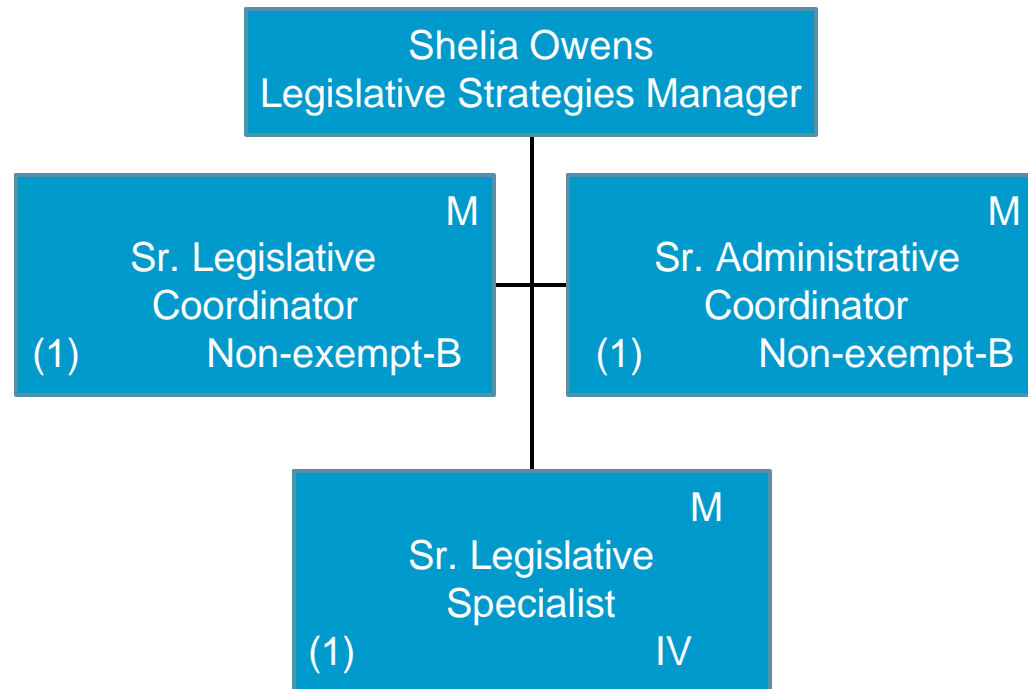 Shelia Owens
Legislative Strategies Manager
M
Sr. Legislative
Coordinator
(1) Non-exempt-B
M
Sr. Administrative
Coordinator
(1) Non-exempt-B
M
Sr. Legislative
Specialist
(1) IV